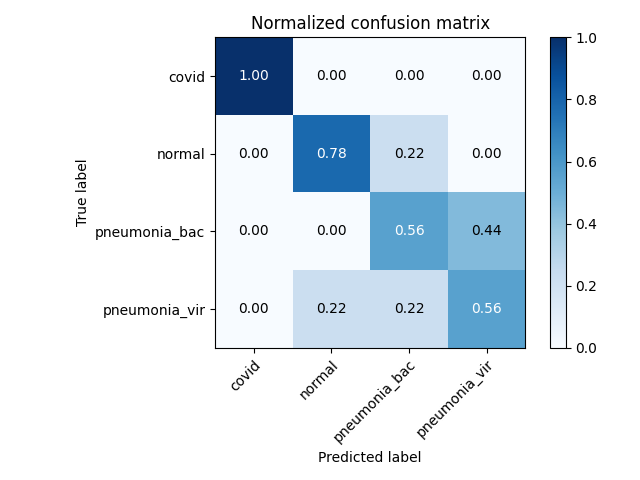 Normalized confusion matrix
True label
covid 1.00 0.00 0.00 0.00
normal 0.00 0.78 0.22 0.00
pneumonia_bac 0.00 0.00 0.56 0.44
pneumonia_vir 0.00 0.22 0.22 0.56
covid normal pneumonia_bac pneumonia_vir
Predicted label
1.0
0.8
0.6
0.4
0.2
0.0